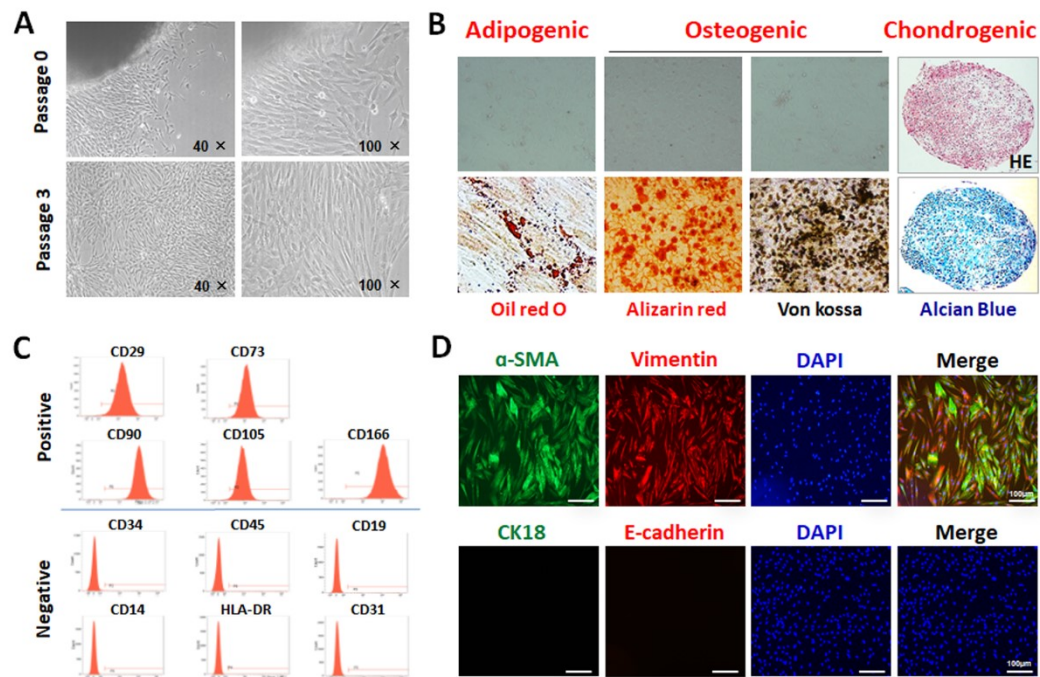 A
Passage 0
40 ×
100 ×
Passage 3
40 ×
100 ×
B
Adipogenic
Osteogenic
Chondrogenic
HE
Oil red O
Alizarin red
Von kossa
Alcian Blue
C
Positive
CD29
CD73
CD90
CD105
CD166
Negative
CD34
CD45
CD19
CD14
HLA-DR
CD31
D
α-SMA
Vimentin
DAPI
Merge
100μm
CK18
E-cadherin
DAPI
Merge
100μm